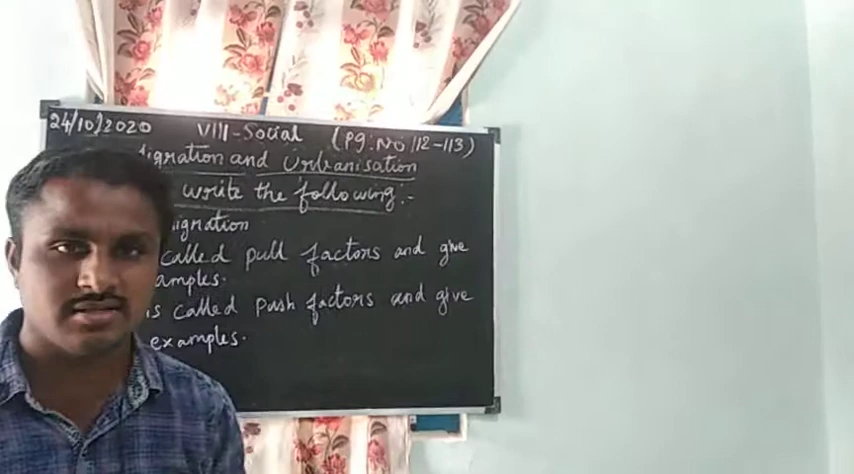 24/10/2020 VIII-Social (Pg: No 112-113)
igration and Urbanisation
write the following:-
igration
called pull factors and give
amples.
is called push factors and give
examples.